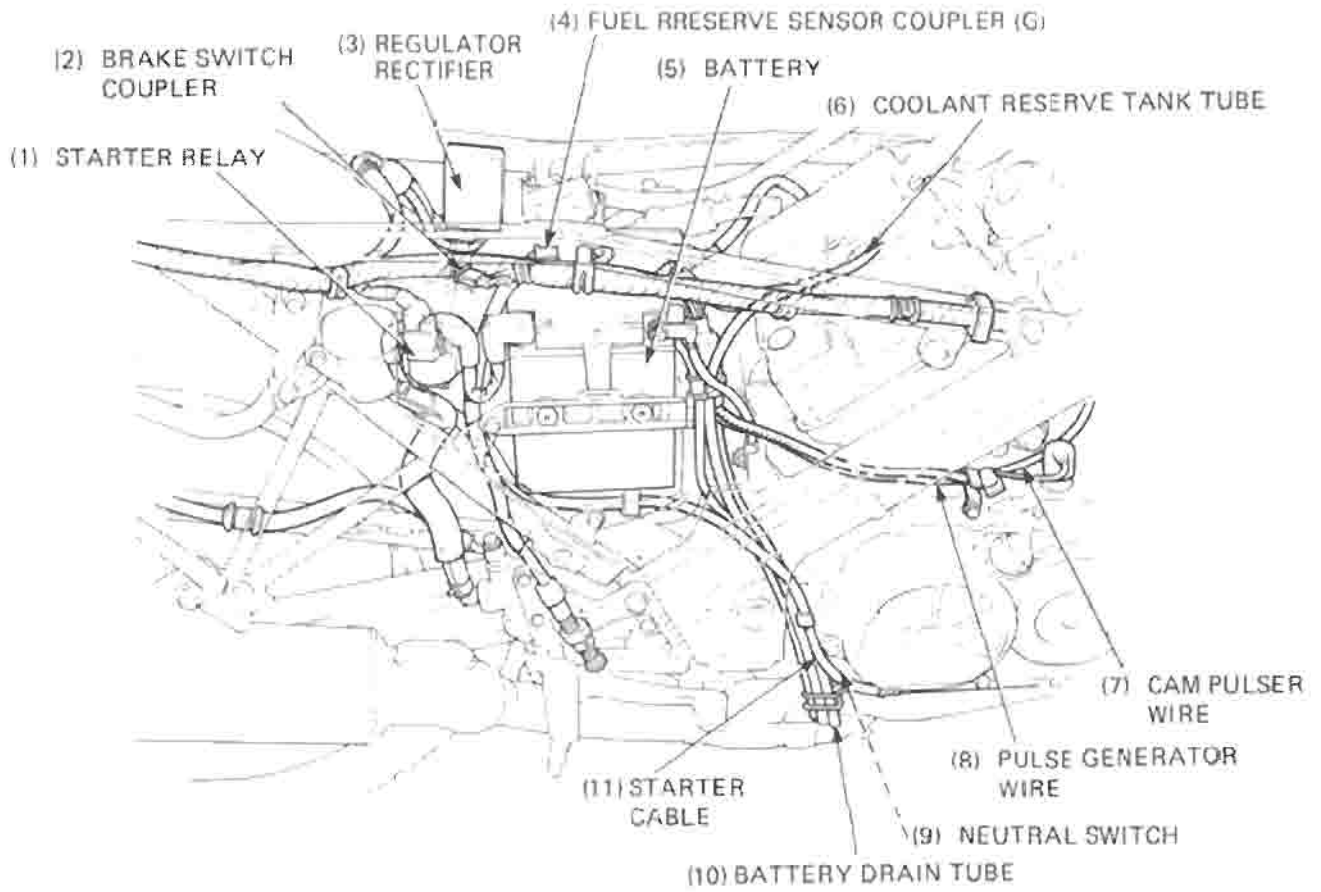 (4) FUEL RRESERVE SENSOR COUPLER (G)
(3) REGULATOR
RECTIFIER
(2) BRAKE SWITCH
COUPLER
(5) BATTERY
(6) COOLANT RESERVE TANK TUBE
(1) STARTER RELAY
(7) CAM PULSER
WIRE
(8) PULSE GENERATOR
WIRE
(11) STARTER
CABLE
(9) NEUTRAL SWITCH
(10) BATTERY DRAIN TUBE